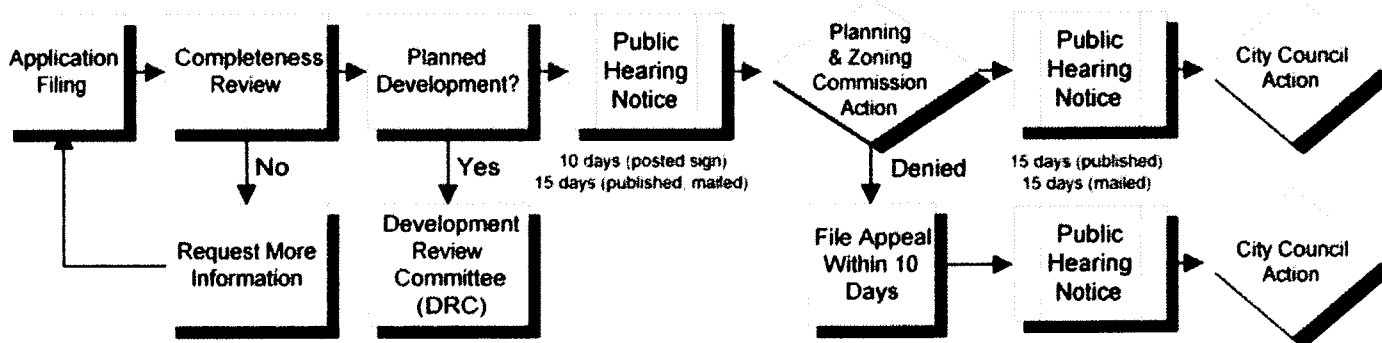 Application
Filing
Completeness
Review
Planned
Development?
Public
Hearing
Notice
Planning
& Zoning
Commission
Action
Public
Hearing
Notice
City Council
Action
No
Yes
10 days (posted sign)
15 days (published, mailed)
Denied
15 days (published)
15 days (mailed)
Request More
Information
Development
Review
Committee
(DRC)
File Appeal
Within 10
Days
Public
Hearing
Notice
City Council
Action